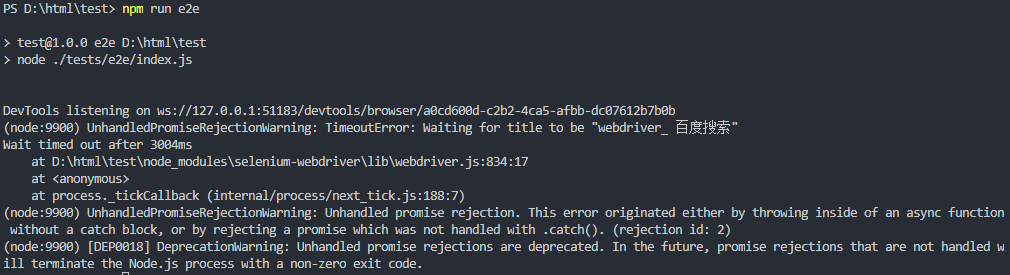 PS D:\html\test> npm run e2e
> test@1.0.0 e2e D:\html\test
> node ./tests/e2e/index.js
DevTools listening on ws://127.0.0.1:51183/devtools/browser/a0cd600d-c2b2-4ca5-afbb-dc07612b7b0b
(node:9900) UnhandledPromiseRejectionWarning: TimeoutError: Waiting for title to be "webdriver_ 百度搜索"
Wait timed out after 3004ms
    at D:\html\test\node_modules\selenium-webdriver\lib\webdriver.js:834:17
    at <anonymous>
    at process._tickCallback (internal/process/next_tick.js:188:7)
(node:9900) UnhandledPromiseRejectionWarning: Unhandled promise rejection. This error originated either by throwing inside of an async function
 without a catch block, or by rejecting a promise which was not handled with .catch(). (rejection id: 2)
(node:9900) [DEP0018] DeprecationWarning: Unhandled promise rejections are deprecated. In the future, promise rejections that are not handled w
ill terminate the Node.js process with a non-zero exit code.